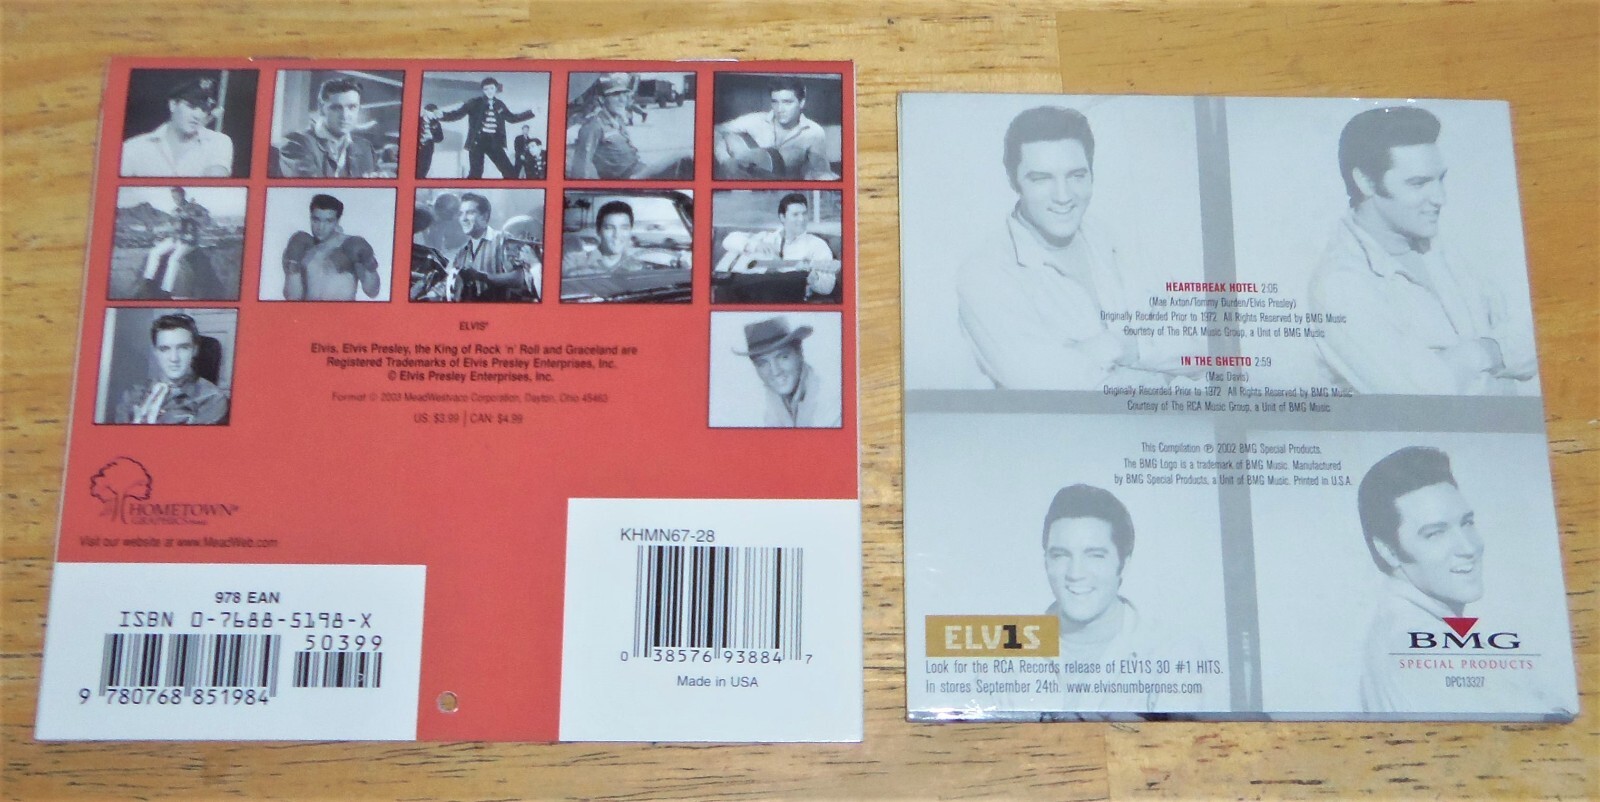 ELVIS®
Elvis, Elvis Presley, the King of Rock 'n' Roll and Graceland are
Registered Trademarks of Elvis Presley Enterprises, Inc.
© Elvis Presley Enterprises, Inc.
Format © 2003 MeadWestvaco Corporation, Dayton, Ohio 45463
US: $3.99 | CAN: $4.99
HOMETOWN®
GRAPHICS
Visit our website at www.MeadWeb.com
978 EAN
ISBN 0-7688-5198-X
50399
9 780768 851984
KHMN67-28
0 38576 93884 7
Made in USA
HEARTBREAK HOTEL 2:06
(Mae Axton/Tommy Durden/Elvis Presley)
Originally Recorded Prior to 1972. All Rights Reserved by BMG Music
Courtesy of The RCA Music Group, a Unit of BMG Music
IN THE GHETTO 2:59
(Mac Davis)
Originally Recorded Prior to 1972. All Rights Reserved by BMG Music
Courtesy of The RCA Music Group, a Unit of BMG Music
This Compilation ℗ 2002 BMG Special Products.
The BMG Logo is a trademark of BMG Music. Manufactured
by BMG Special Products, a Unit of BMG Music. Printed in U.S.A.
ELV1S
Look for the RCA Records release of ELV1S 30 #1 HITS.
In stores September 24th. www.elvisnumberones.com
BMG
SPECIAL PRODUCTS
DPC13327